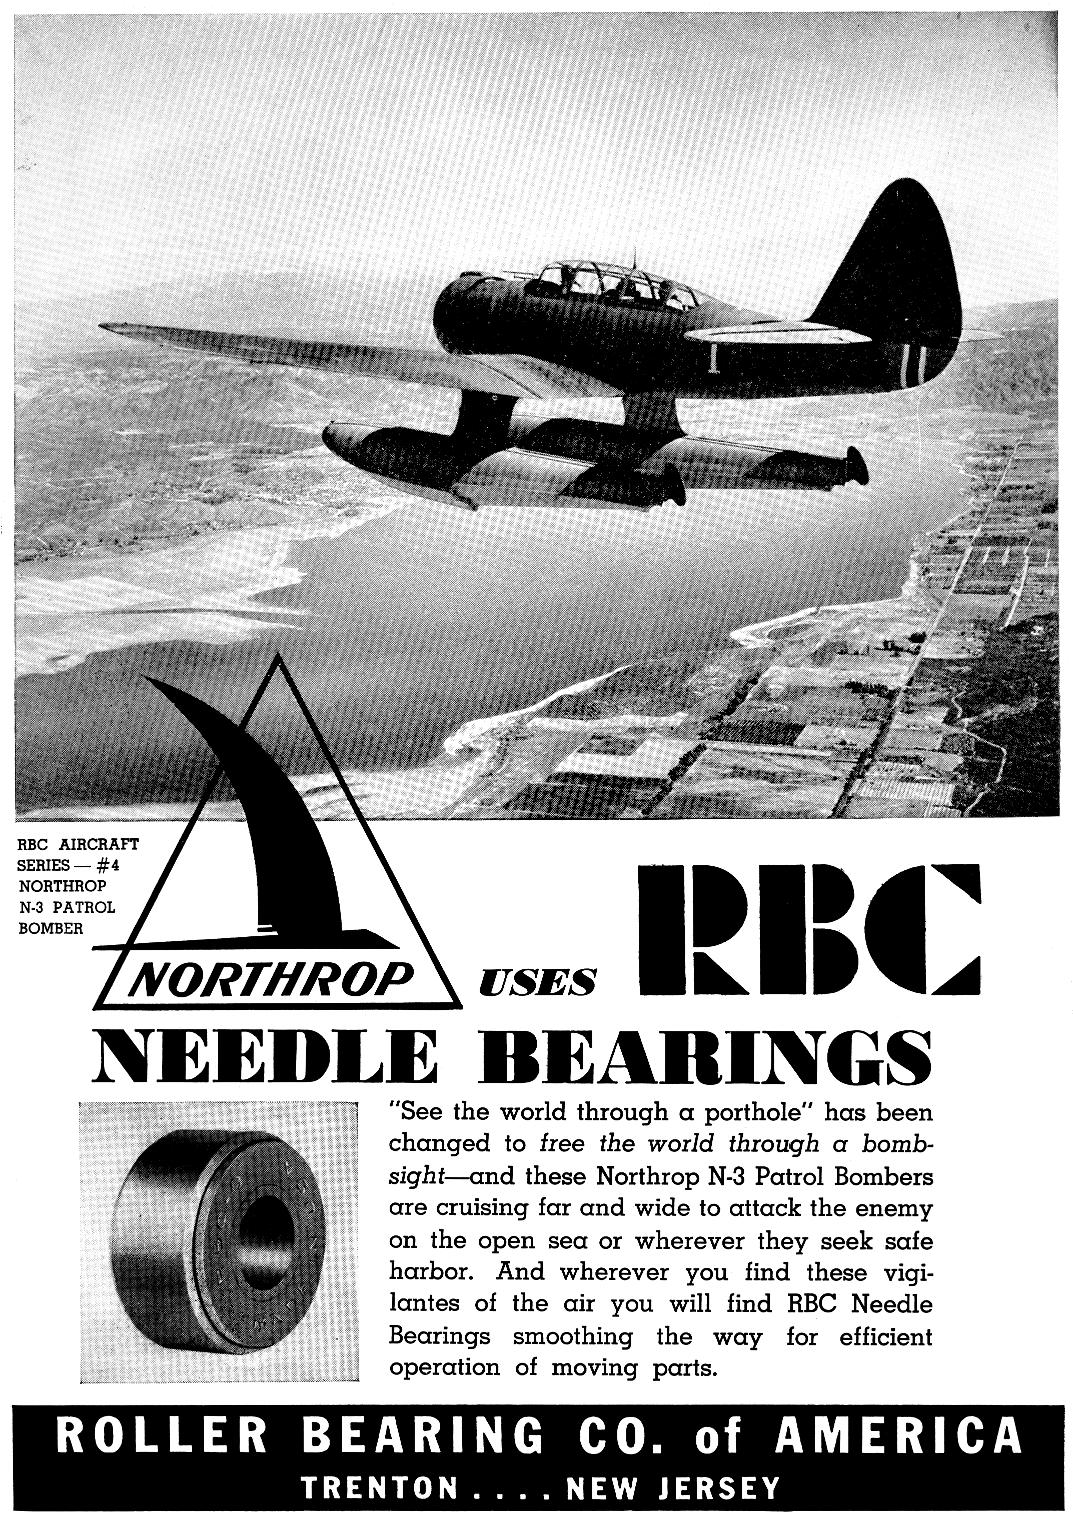 RBC AIRCRAFT
SERIES — #4
NORTHROP
N-3 PATROL
BOMBER
NORTHROP
USES
RBC
NEEDLE BEARINGS
"See the world through a porthole" has been
changed to free the world through a bomb-
sight—and these Northrop N-3 Patrol Bombers
are cruising far and wide to attack the enemy
on the open sea or wherever they seek safe
harbor. And wherever you find these vigi-
lantes of the air you will find RBC Needle
Bearings smoothing the way for efficient
operation of moving parts.
ROLLER BEARING CO. of AMERICA
TRENTON . . . . NEW JERSEY